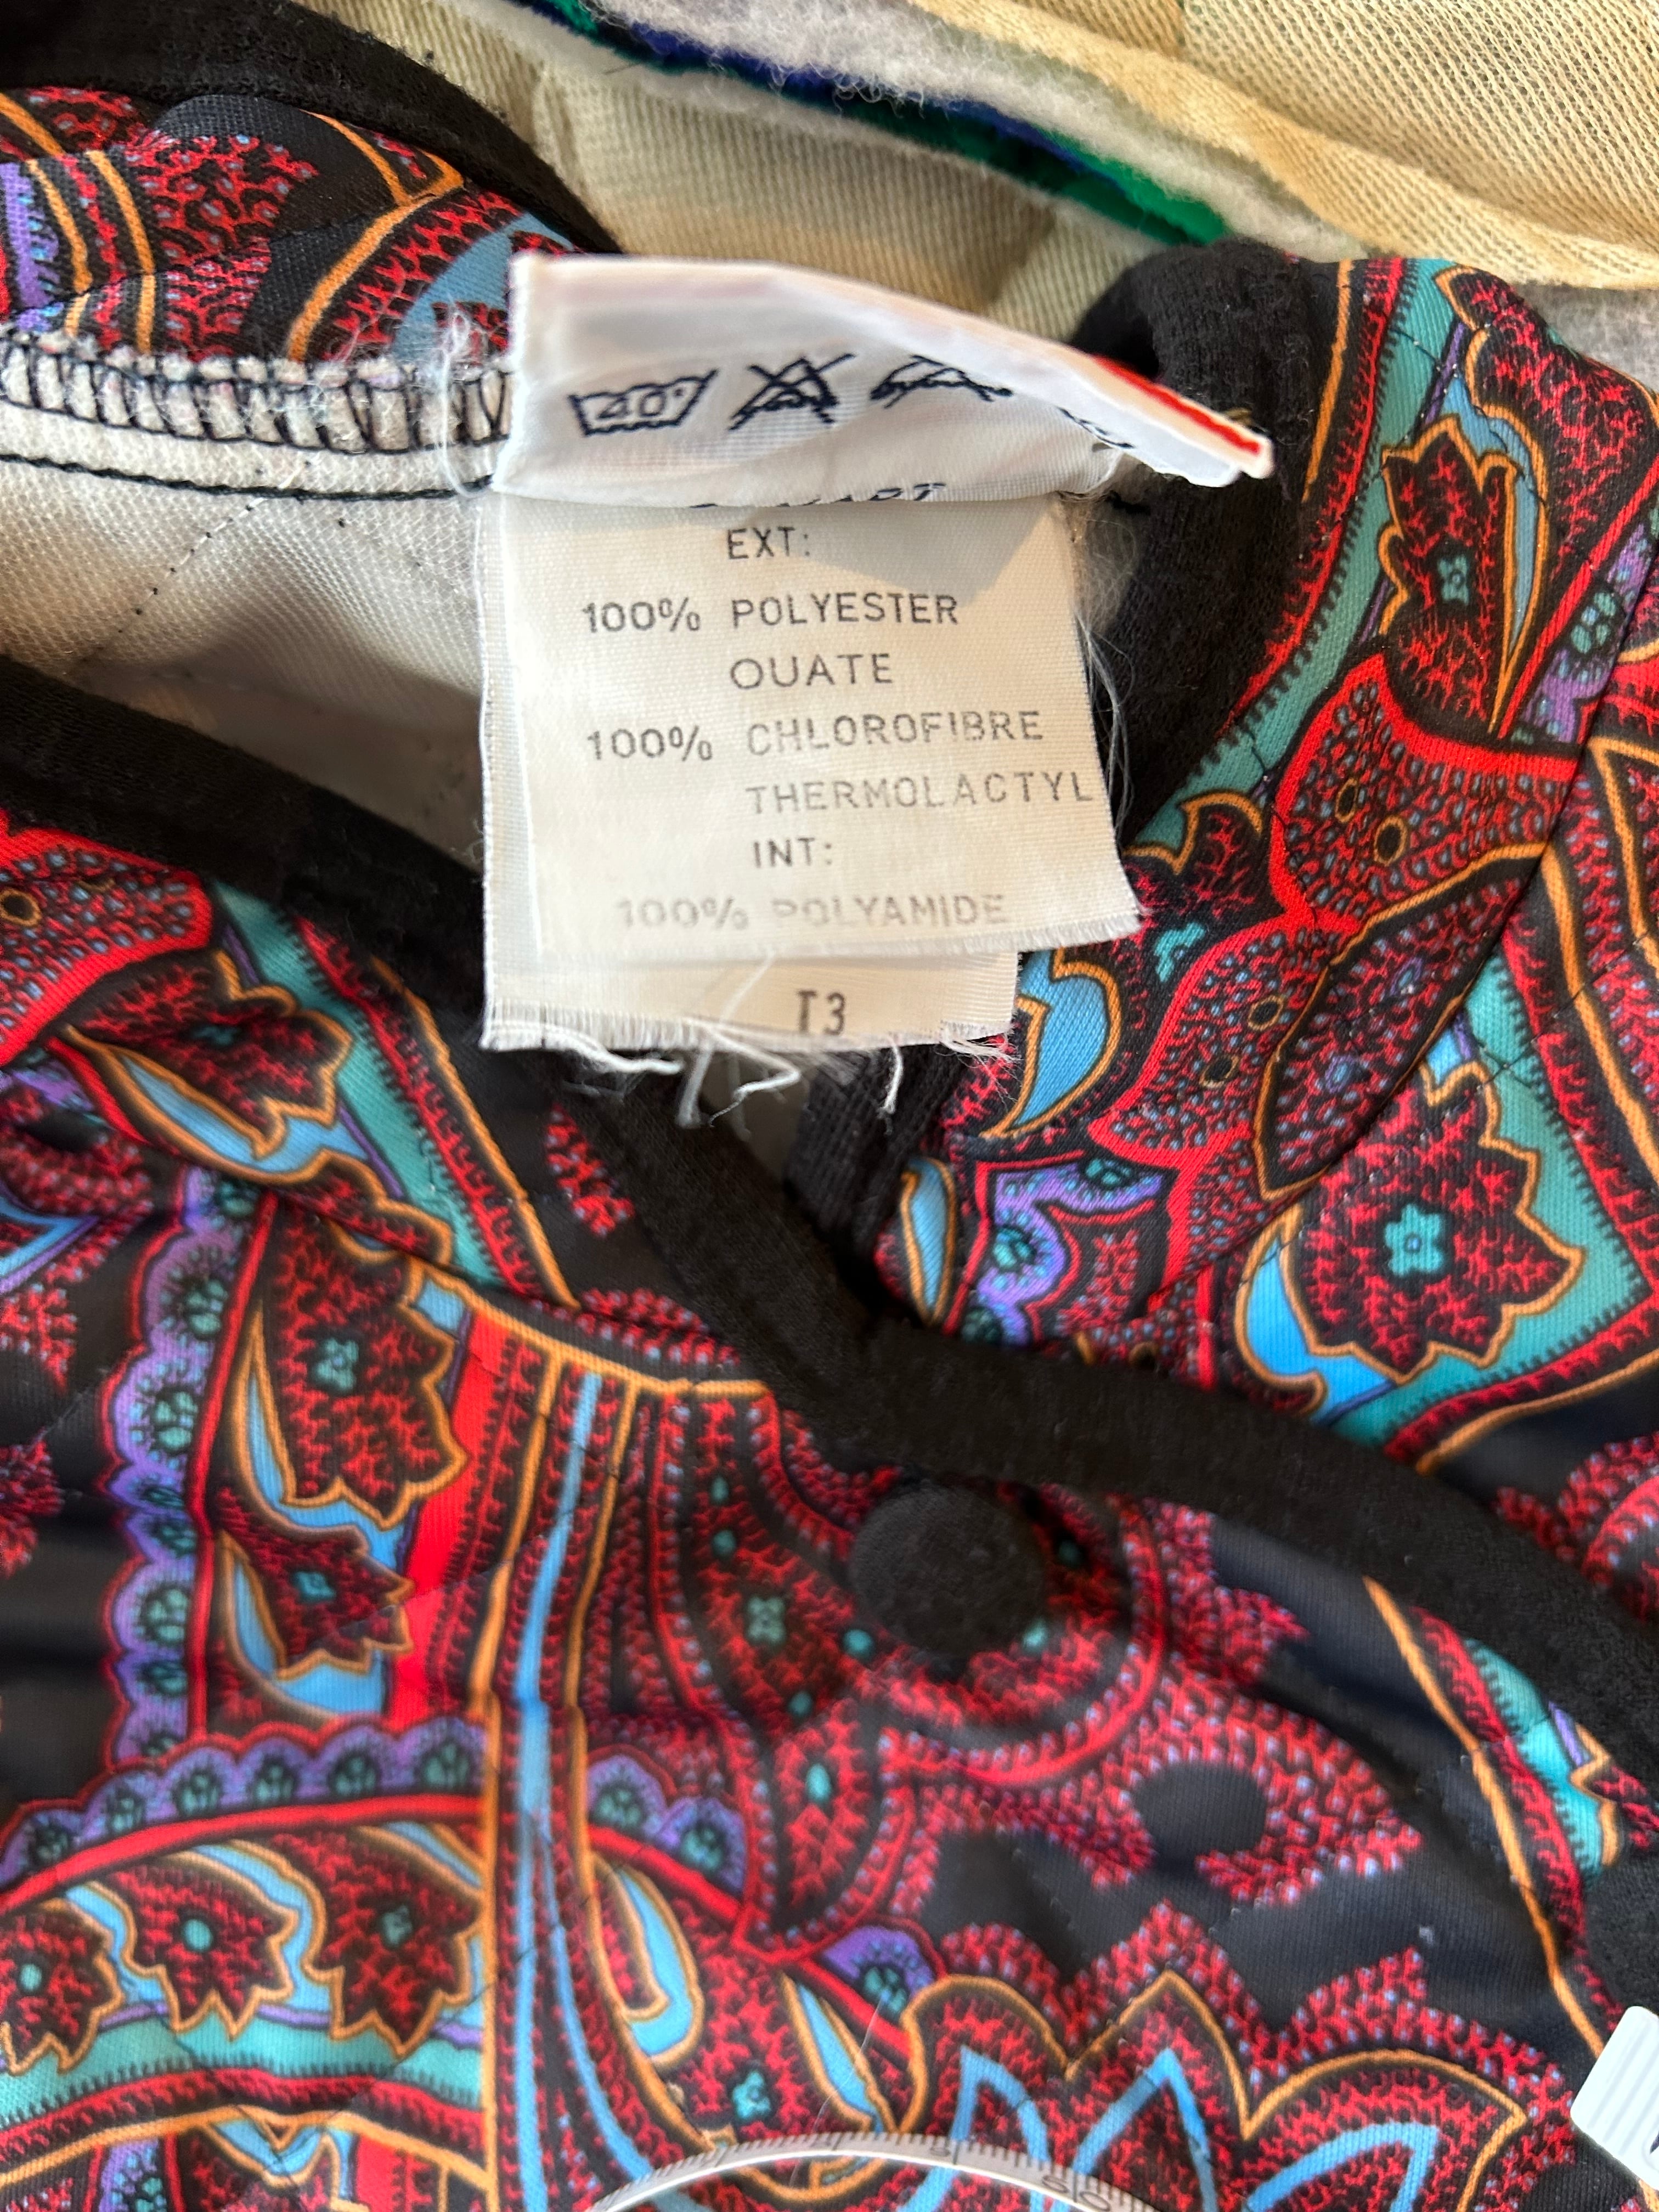 40°
EXT:
100% POLYESTER
OUATE
100% CHLOROFIBRE
THERMOLACTYL
INT:
100% POLYAMIDE
T3